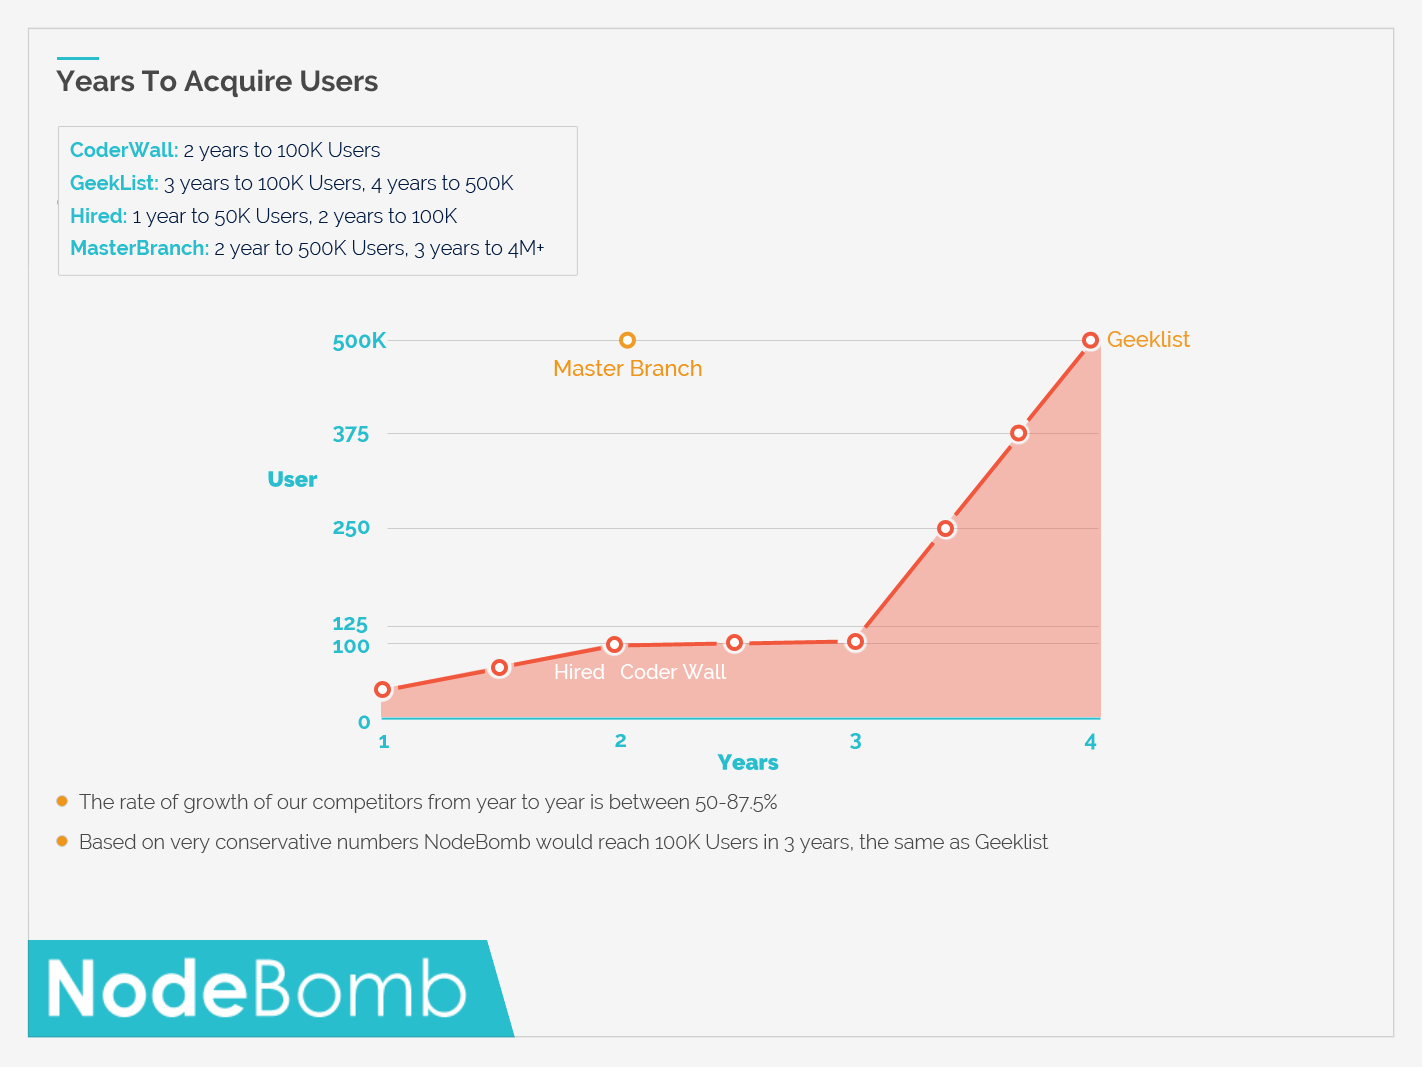 Years To Acquire Users
CoderWall: 2 years to 100K Users
GeekList: 3 years to 100K Users, 4 years to 500K
Hired: 1 year to 50K Users, 2 years to 100K
MasterBranch: 2 year to 500K Users, 3 years to 4M+
500K
Geeklist
Master Branch
375
User
250
125
100
Hired Coder Wall
0
1 2 3 4
Years
The rate of growth of our competitors from year to year is between 50-87.5%
Based on very conservative numbers NodeBomb would reach 100K Users in 3 years, the same as Geeklist
NodeBomb